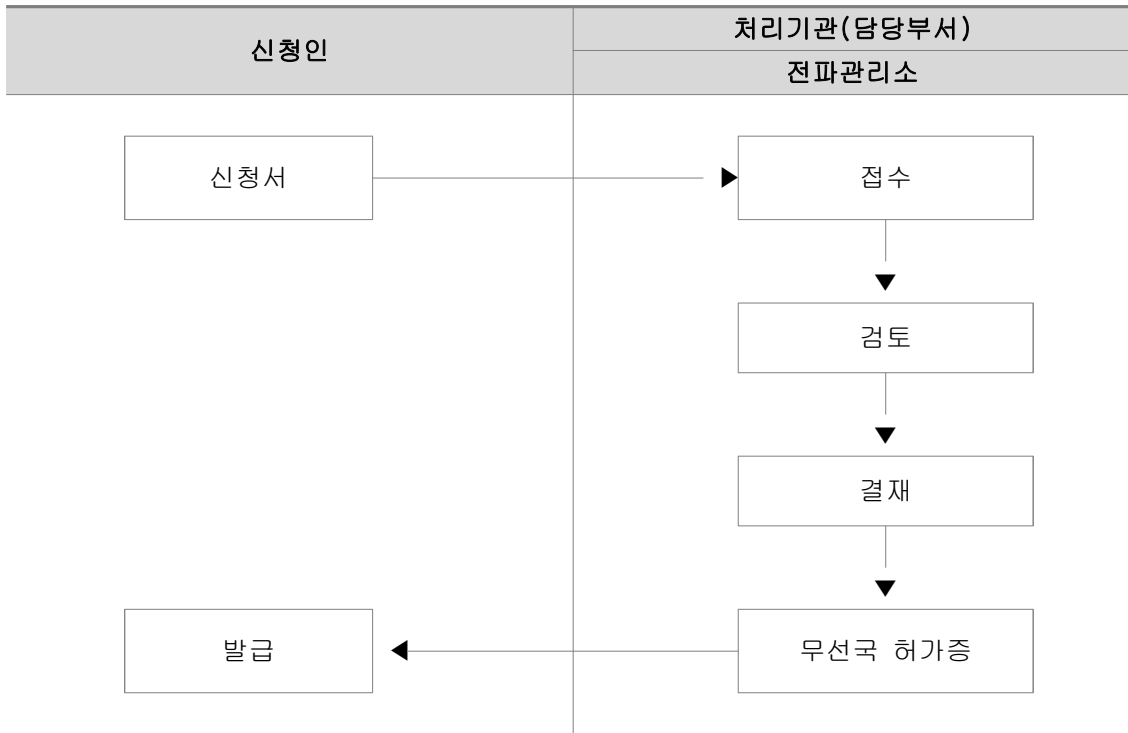 신청인
처리기관(담당부서)
전파관리소
신청서
접수
검토
결재
발급
무선국 허가증